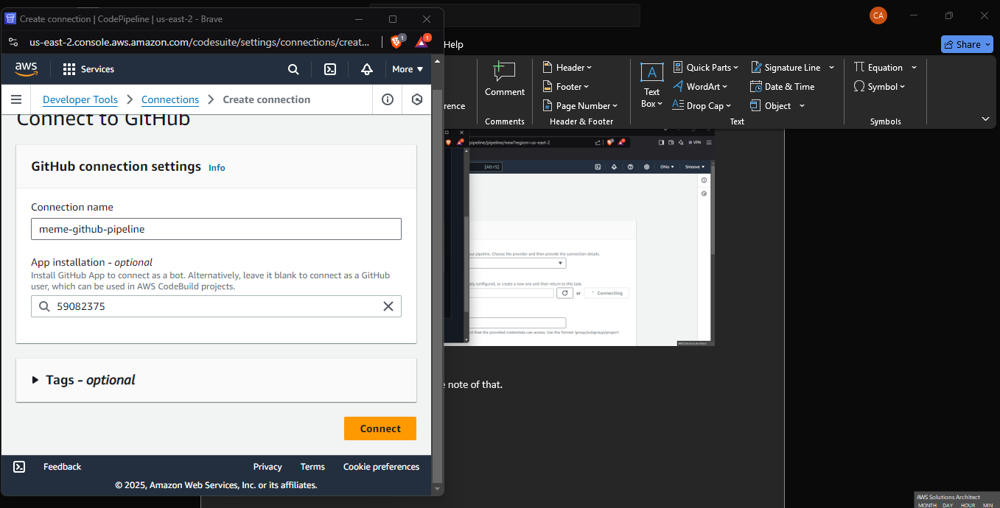 Create connection | CodePipeline | us-east-2 - Brave
us-east-2.console.aws.amazon.com/codesuite/settings/connections/creat...
1
1
aws
Services
More
Developer Tools
Connections
Create connection
Connect to GitHub
GitHub connection settings Info
Connection name
meme-github-pipeline
App installation - optional
Install GitHub App to connect as a bot. Alternatively, leave it blank to connect as a GitHub
user, which can be used in AWS CodeBuild projects.
59082375
Tags - optional
Connect
Feedback
Privacy
Terms
Cookie preferences
© 2025, Amazon Web Services, Inc. or its affiliates.
CA
Help
Share
rence
Comment
Comments
Header
Footer
Page Number
Header & Footer
A
Text
Box
Quick Parts
WordArt
Drop Cap
Signature Line
Date & Time
Object
Text
Equation
Symbol
Symbols
pipeline/pipeline/new?region=us-east-2
VPN
[Alt+S]
Ohio
Smoove
our pipeline. Choose the provider and then provide the connection details.
dy configured, or create a new one and then return to this task.
or
Connecting
ct that the provided credentials can access. Use the format 'group/subgroup/project'.
AWS Solutions Architect
e note of that.
AWS Solutions Architect
MONTH DAY HOUR MIN